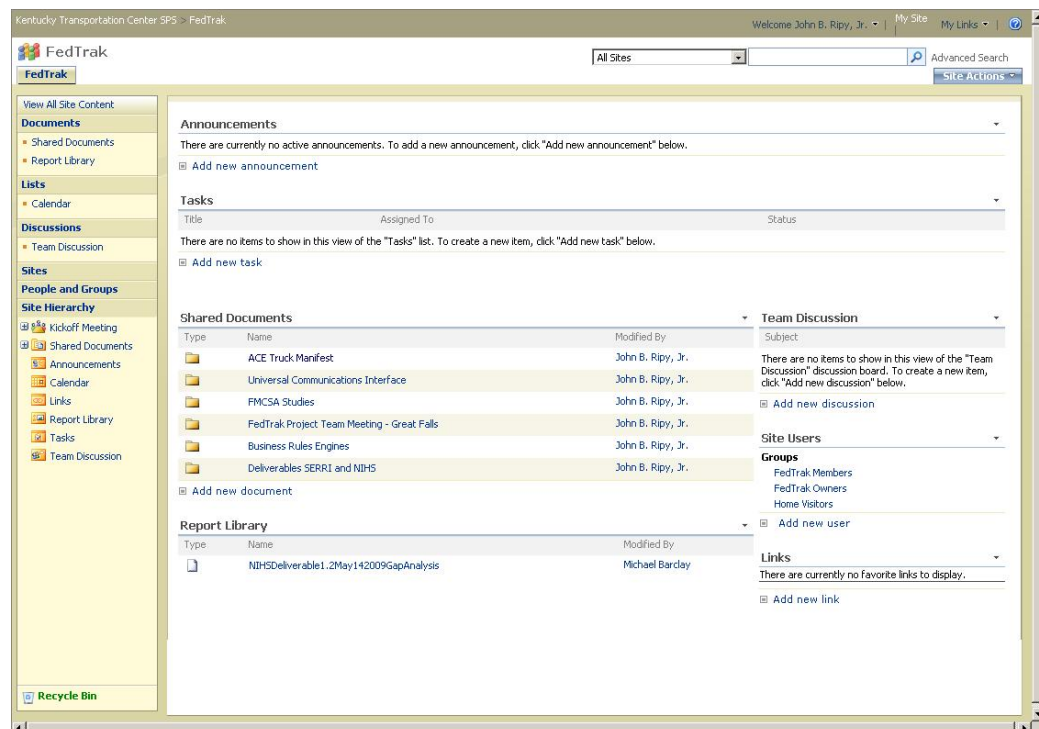 Kentucky Transportation Center SPS > FedTrak
Welcome John B. Ripy, Jr. | My Site My Links |
FedTrak
All Sites
Advanced Search
FedTrak
Site Actions
View All Site Content
Documents
Shared Documents
Report Library
Lists
Calendar
Discussions
Team Discussion
Sites
People and Groups
Site Hierarchy
Kickoff Meeting
Shared Documents
Announcements
Calendar
Links
Report Library
Tasks
Team Discussion
Recycle Bin
Announcements
There are currently no active announcements. To add a new announcement, click "Add new announcement" below.
Add new announcement
Tasks
Title Assigned To Status
There are no items to show in this view of the "Tasks" list. To create a new item, click "Add new task" below.
Add new task
Shared Documents
Type Name Modified By
ACE Truck Manifest John B. Ripy, Jr.
Universal Communications Interface John B. Ripy, Jr.
FMCSA Studies John B. Ripy, Jr.
FedTrak Project Team Meeting - Great Falls John B. Ripy, Jr.
Business Rules Engines John B. Ripy, Jr.
Deliverables SERRI and NIHS John B. Ripy, Jr.
Add new document
Report Library
Type Name Modified By
NIHSDeliverable1.2May142009GapAnalysis Michael Barclay
Team Discussion
Subject
There are no items to show in this view of the "Team
Discussion" discussion board. To create a new item,
click "Add new discussion" below.
Add new discussion
Site Users
Groups
FedTrak Members
FedTrak Owners
Home Visitors
Add new user
Links
There are currently no favorite links to display.
Add new link